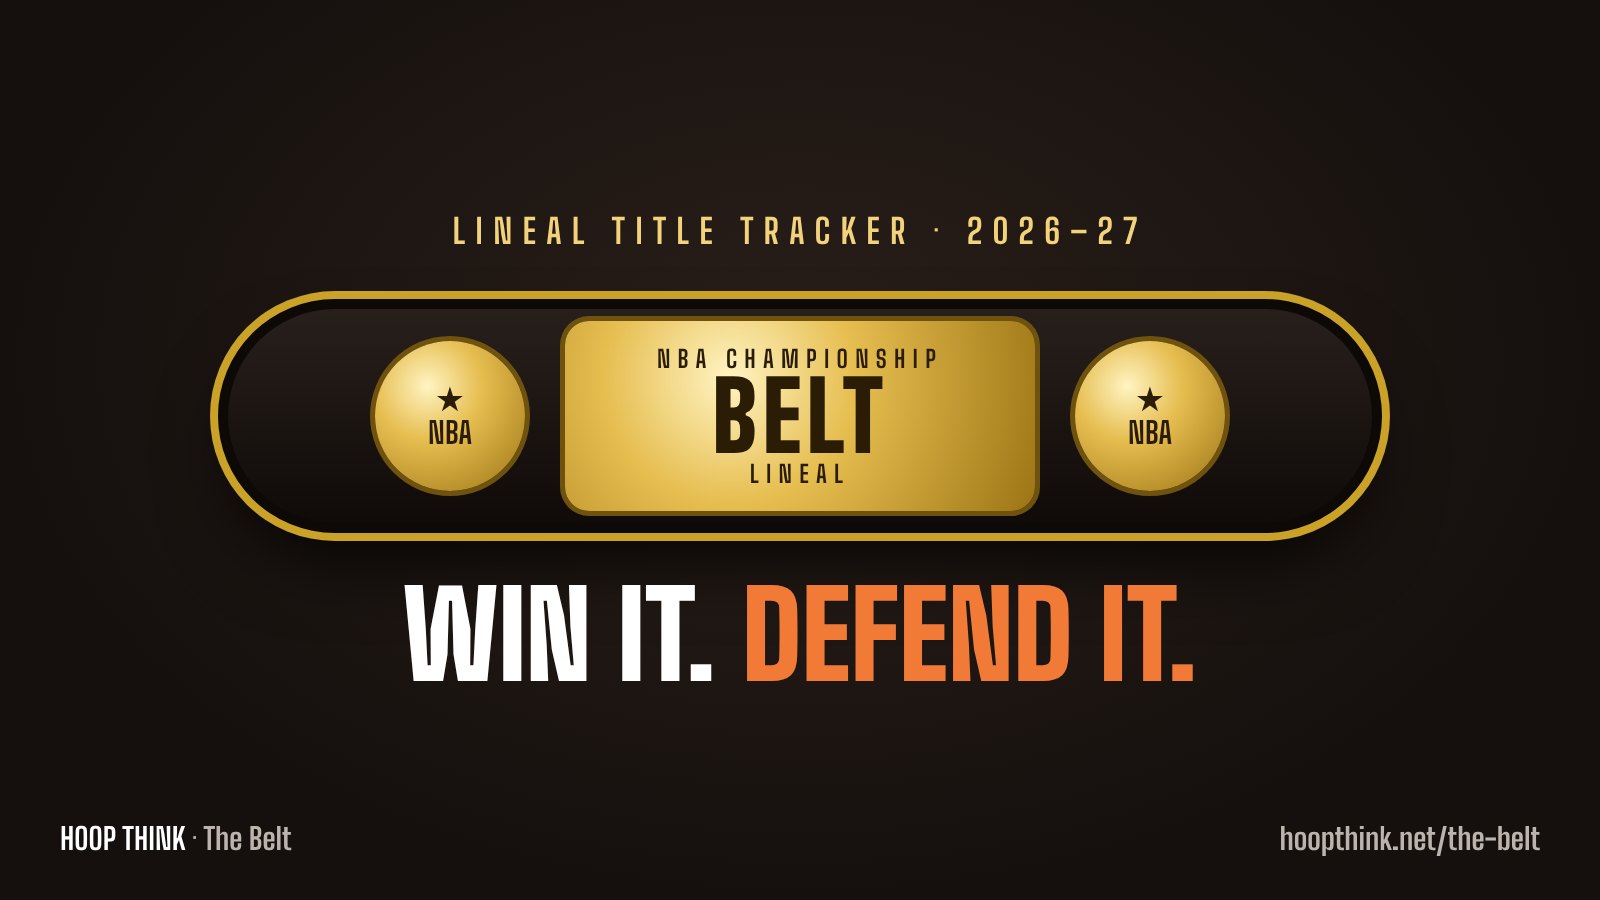 LINEAL TITLE TRACKER · 2026–27
NBA CHAMPIONSHIP
BELT
LINEAL
★
NBA
★
NBA
WIN IT. DEFEND IT.
HOOP THINK · The Belt
hoopthink.net/the-belt